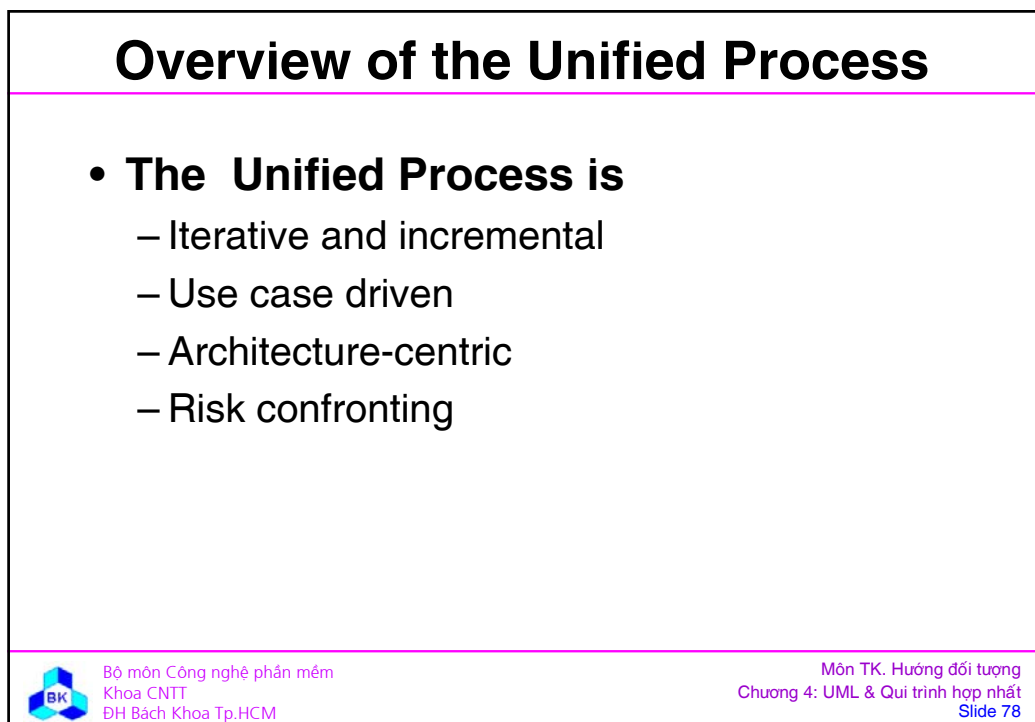 Overview of the Unified Process
• The Unified Process is
– Iterative and incremental
– Use case driven
– Architecture-centric
– Risk confronting
BK
Bộ môn Công nghệ phần mềm
Khoa CNTT
ĐH Bách Khoa Tp.HCM
Môn TK. Hướng đối tượng
Chương 4: UML & Qui trình hợp nhất
Slide 78